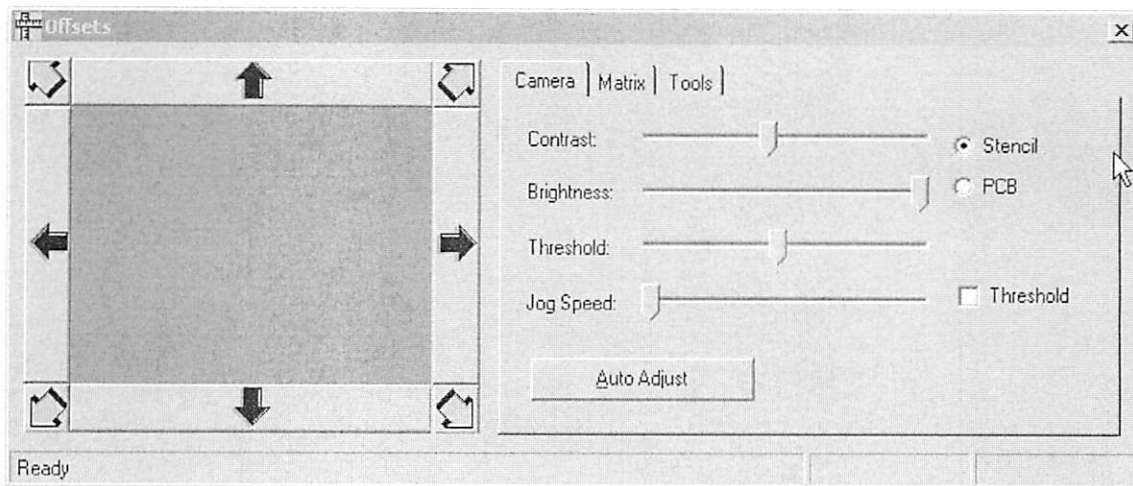 Offsets
Camera Matrix Tools
Contrast:
Stencil
Brightness:
PCB
Threshold:
Jog Speed:
Threshold
Auto Adjust
Ready